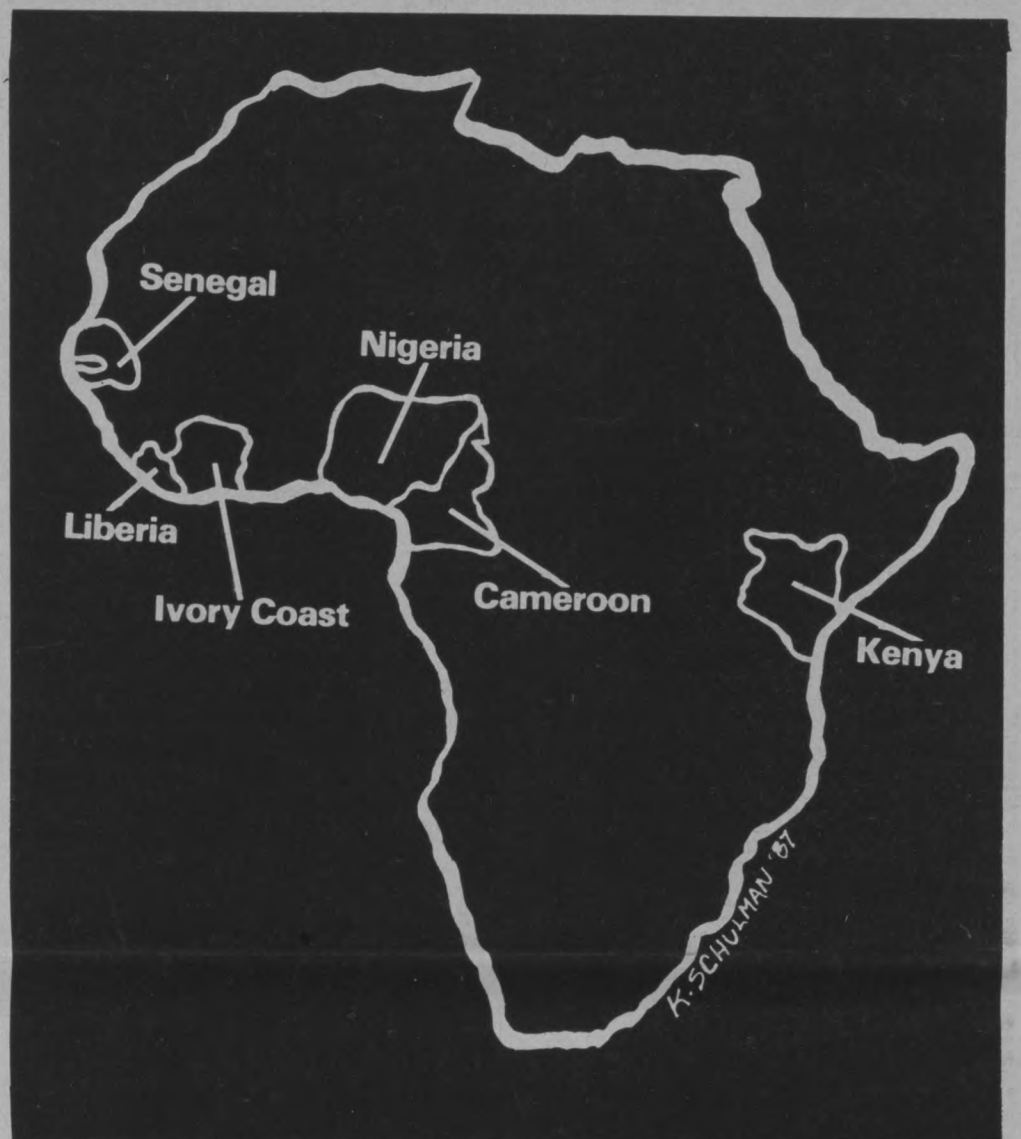 Senegal
Nigeria
Liberia
Ivory Coast
Cameroon
Kenya
K. SCHULMAN '87